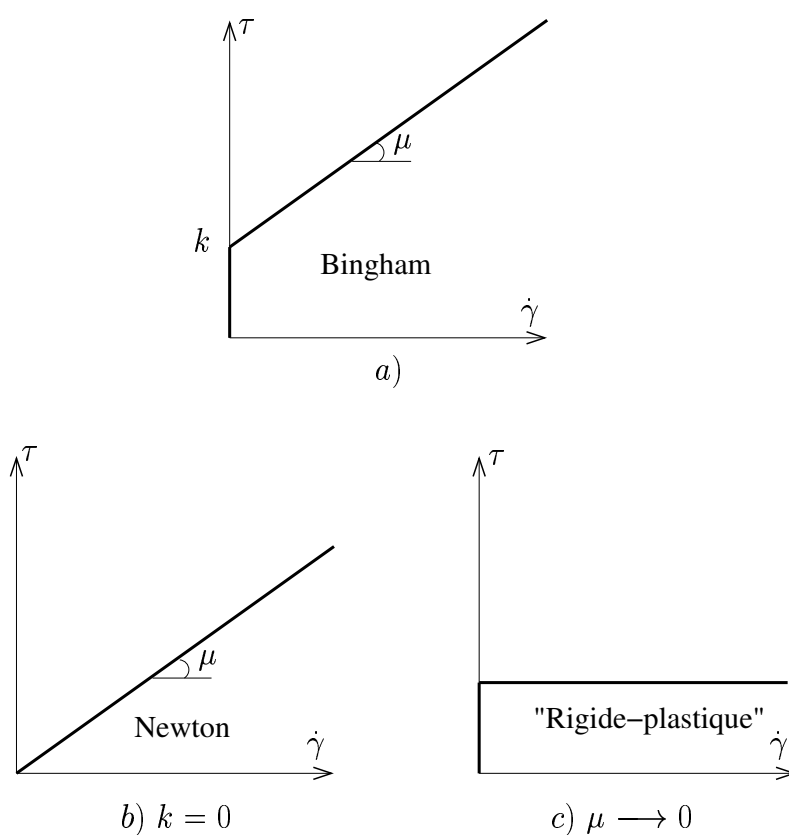 τ
μ
k
Bingham
γ̇
a)
τ
τ
μ
"Rigide–plastique"
Newton
γ̇
γ̇
b) k = 0
c) μ ⟶ 0